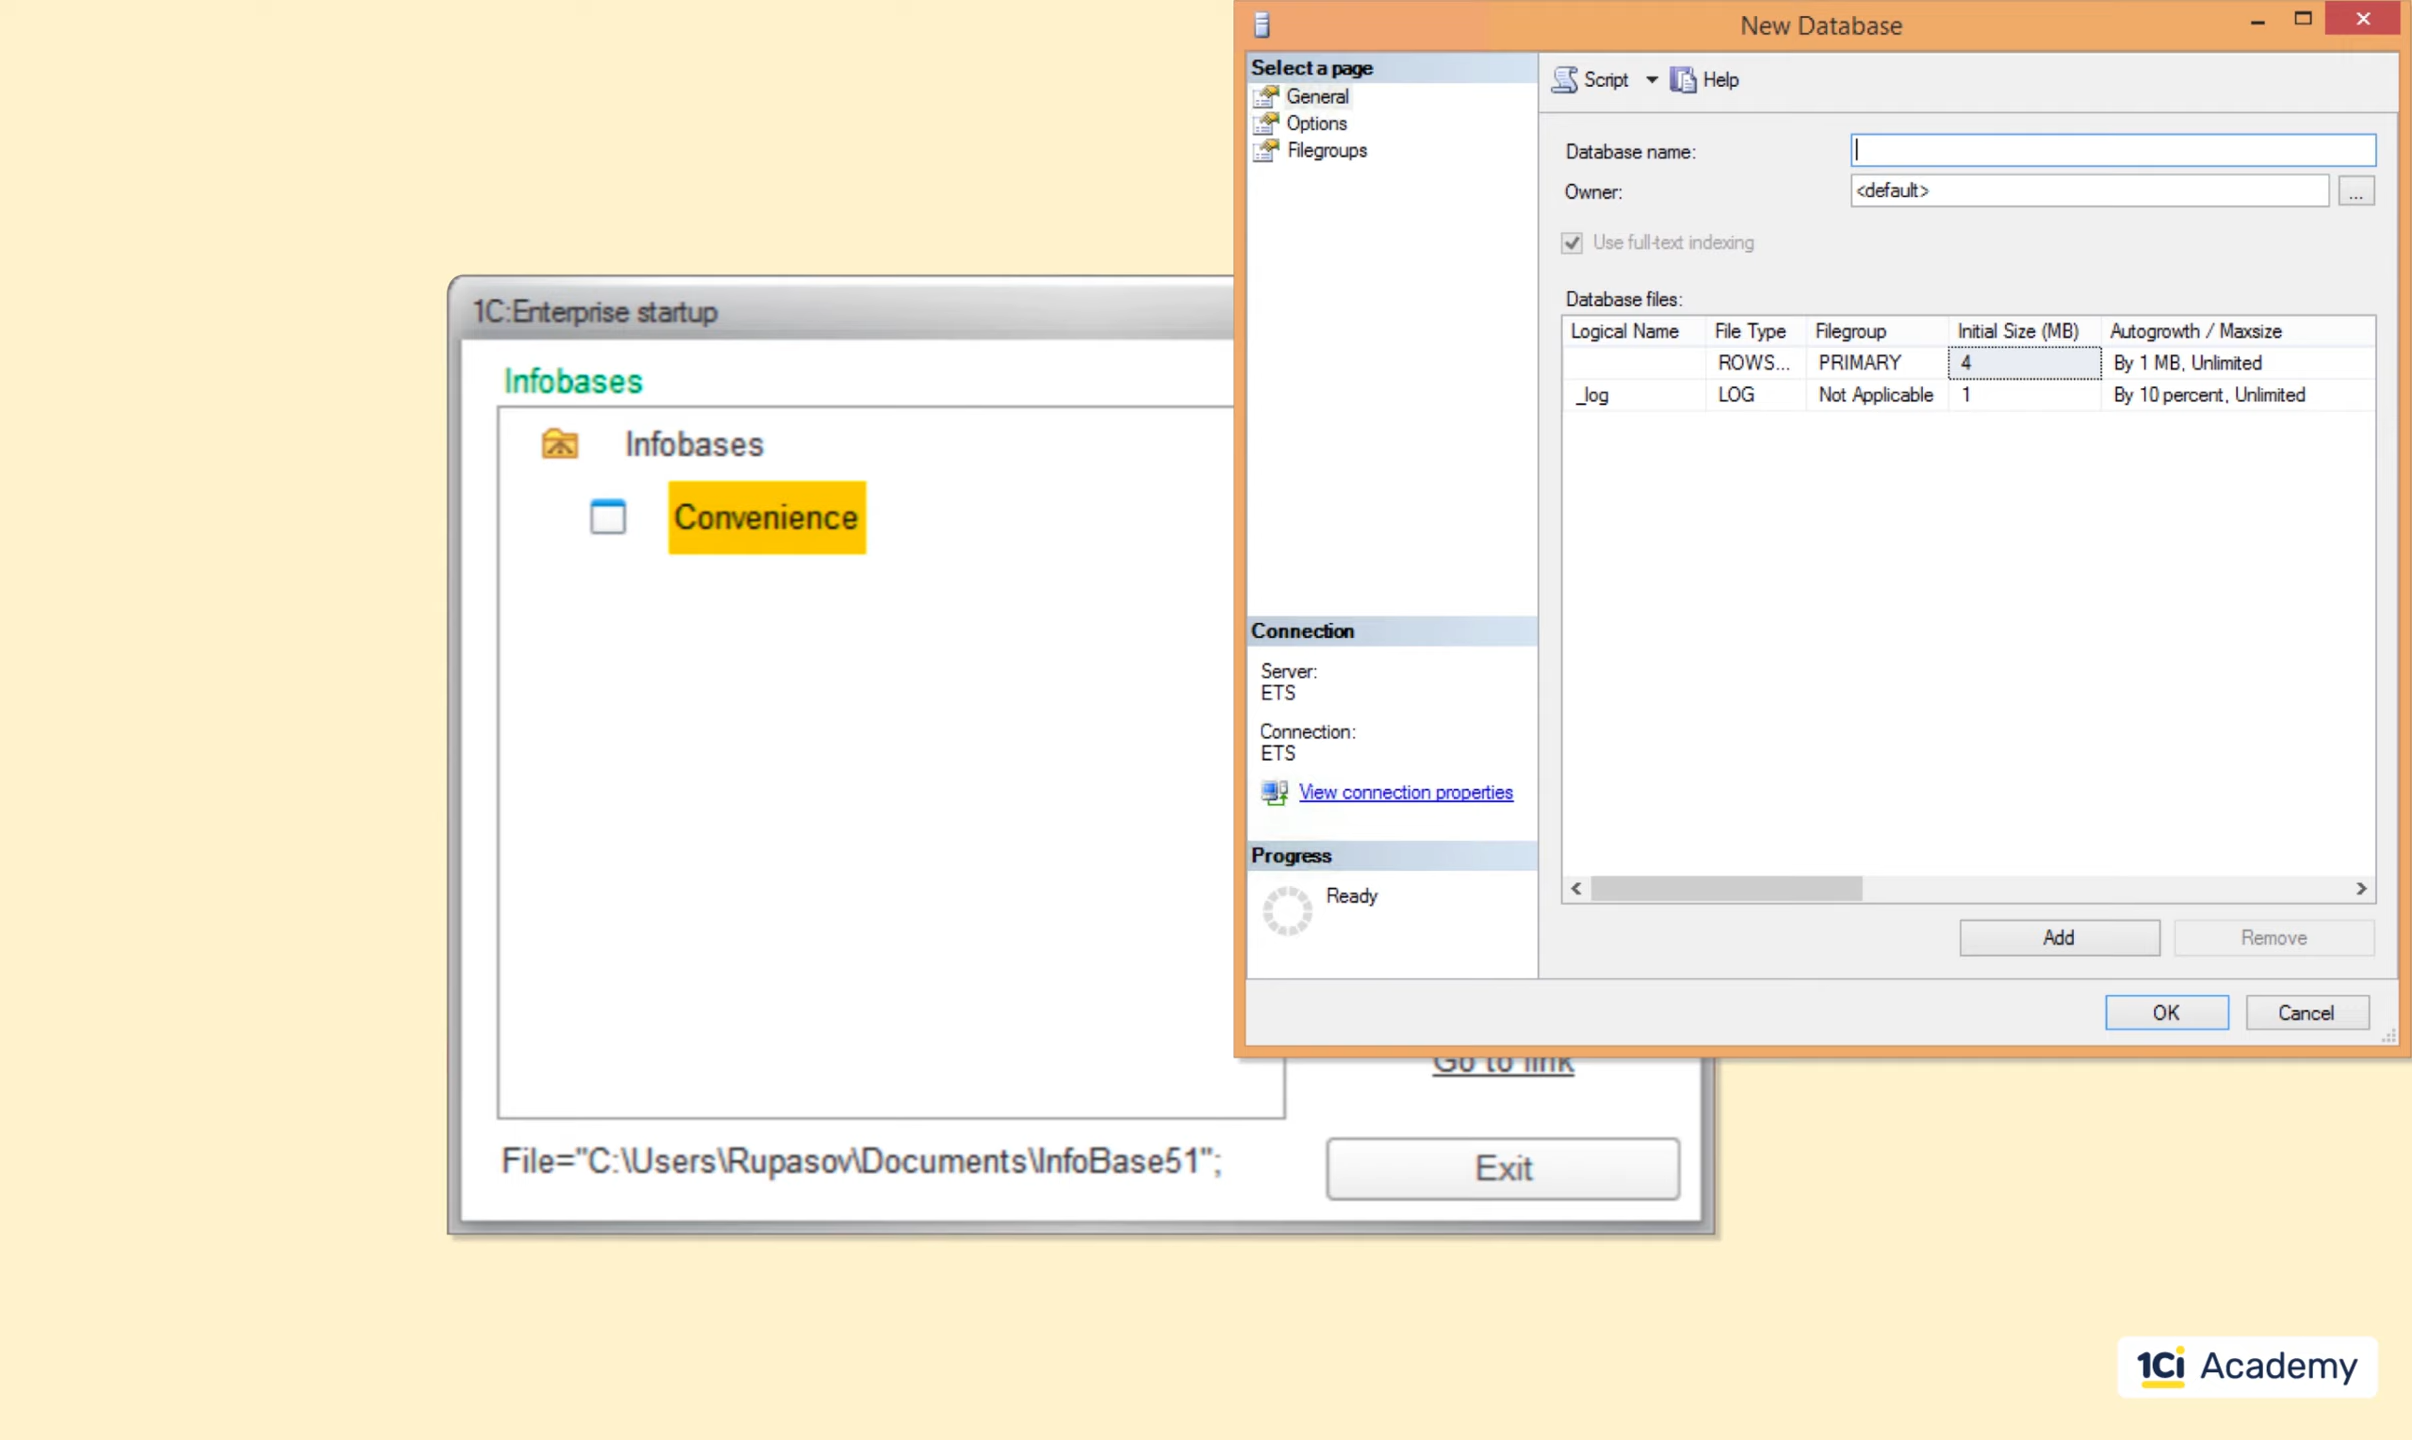 New Database
Select a page
General
Options
Filegroups
Script
Help
Database name:
Owner:
<default>
...
Use full-text indexing
Database files:
Logical Name File Type Filegroup Initial Size (MB) Autogrowth / Maxsize
ROWS... PRIMARY 4 By 1 MB, Unlimited
_log LOG Not Applicable 1 By 10 percent, Unlimited
Connection
Server:
ETS
Connection:
ETS
View connection properties
Progress
Ready
Add
Remove
OK
Cancel
1C:Enterprise startup
Infobases
Infobases
Convenience
Go to link
File="C:\Users\Rupasov\Documents\InfoBase51";
Exit
1Ci Academy